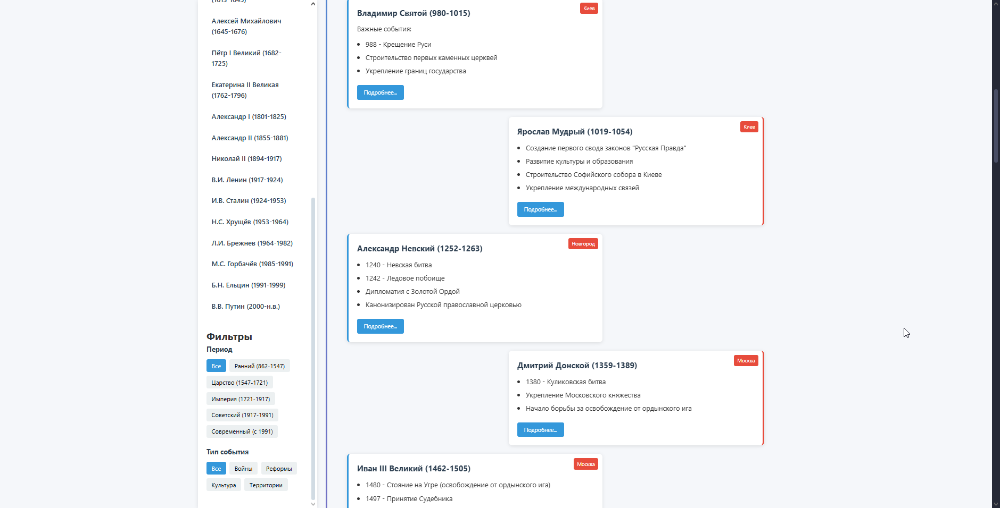 (1613-1645)
Алексей Михайлович
(1645-1676)
Пётр I Великий (1682-
1725)
Екатерина II Великая
(1762-1796)
Александр I (1801-1825)
Александр II (1855-1881)
Николай II (1894-1917)
В.И. Ленин (1917-1924)
И.В. Сталин (1924-1953)
Н.С. Хрущёв (1953-1964)
Л.И. Брежнев (1964-1982)
М.С. Горбачёв (1985-1991)
Б.Н. Ельцин (1991-1999)
В.В. Путин (2000-н.в.)
Фильтры
Период
Все
Ранний (862-1547)
Царство (1547-1721)
Империя (1721-1917)
Советский (1917-1991)
Современный (с 1991)
Тип события
Все
Войны
Реформы
Культура
Территории
Владимир Святой (980-1015)
Киев
Важные события:
988 - Крещение Руси
Строительство первых каменных церквей
Укрепление границ государства
Подробнее...
Ярослав Мудрый (1019-1054)
Киев
Создание первого свода законов "Русская Правда"
Развитие культуры и образования
Строительство Софийского собора в Киеве
Укрепление международных связей
Подробнее...
Александр Невский (1252-1263)
Новгород
1240 - Невская битва
1242 - Ледовое побоище
Дипломатия с Золотой Ордой
Канонизирован Русской православной церковью
Подробнее...
Дмитрий Донской (1359-1389)
Москва
1380 - Куликовская битва
Укрепление Московского княжества
Начало борьбы за освобождение от ордынского ига
Подробнее...
Иван III Великий (1462-1505)
Москва
1480 - Стояние на Угре (освобождение от ордынского ига)
1497 - Принятие Судебника